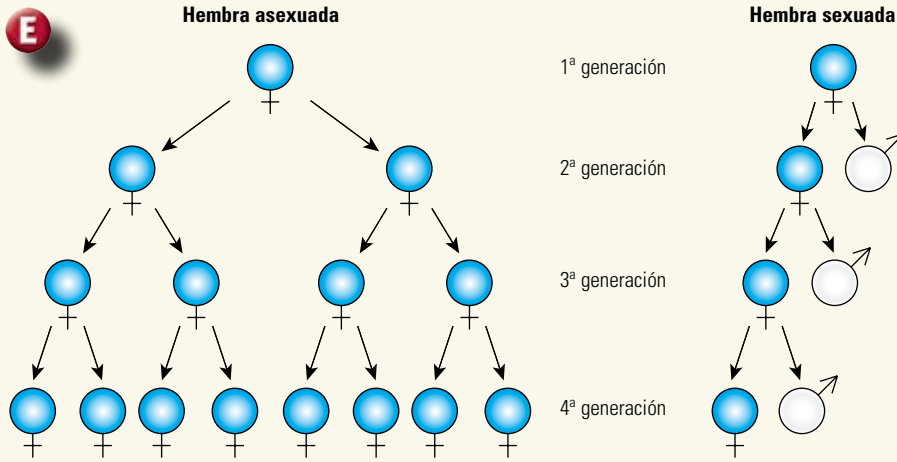 E
Hembra asexuada
Hembra sexuada
1ª generación
2ª generación
3ª generación
4ª generación